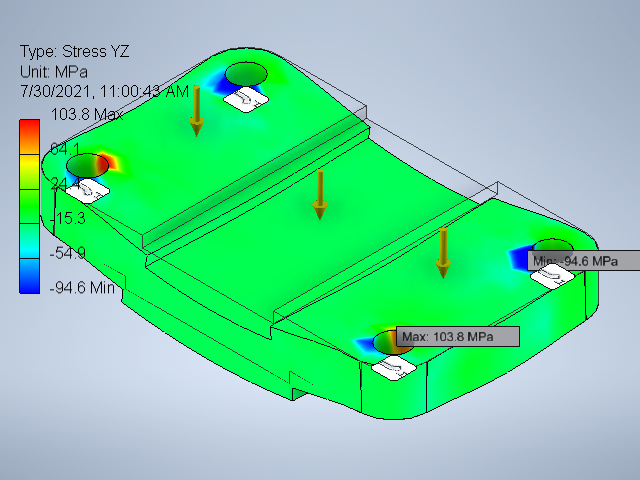 Type: Stress YZ
Unit: MPa
7/30/2021, 11:00:43 AM
103.8 Max
64.1
24.4
-15.3
-54.9
-94.6 Min
Min: -94.6 MPa
Max: 103.8 MPa